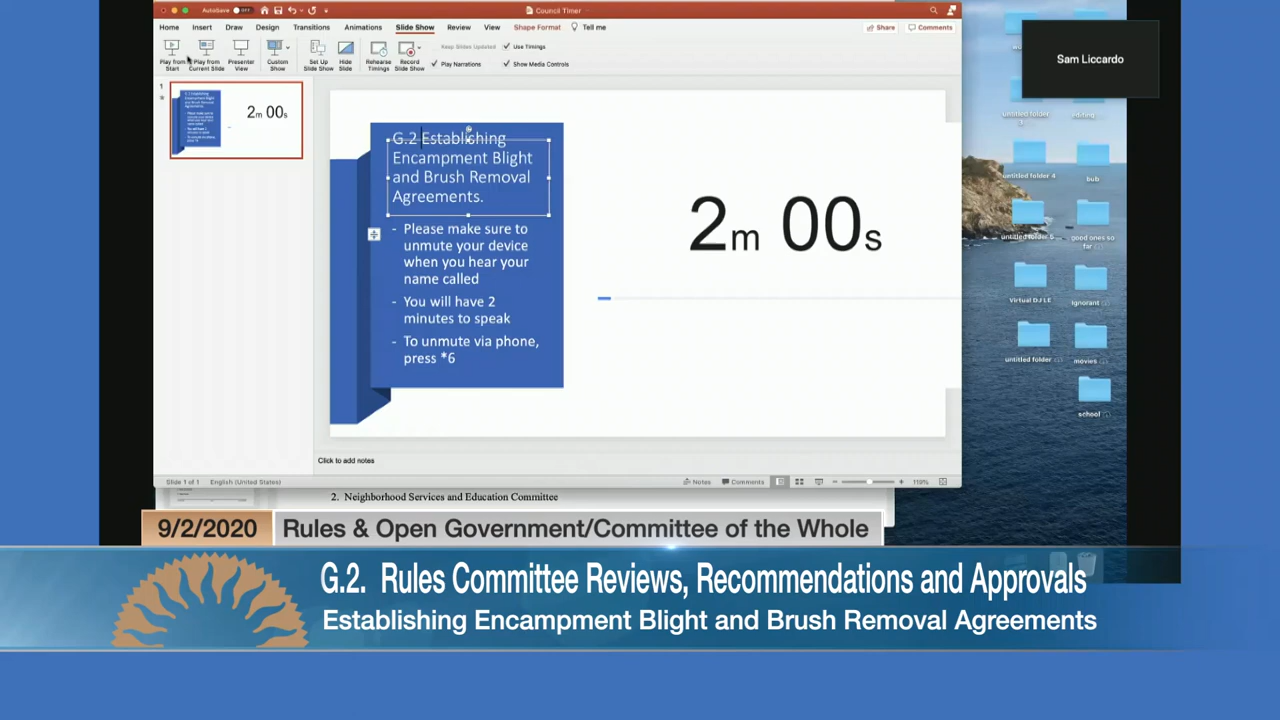 AutoSave OFF
Council Timer
Home Insert Draw Design Transitions Animations Slide Show Review View Shape Format Tell me
Share Comments
Play from Start
Play from Current Slide
Presenter View
Custom Show
Set Up Slide Show
Hide Slide
Rehearse Timings
Record Slide Show
Keep Slides Updated
Use Timings
Play Narrations
Show Media Controls
1
2m 00s
G.2 Establishing
Encampment Blight
and Brush Removal
Agreements.
- Please make sure to
unmute your device
when you hear your
name called
- You will have 2
minutes to speak
- To unmute via phone,
press *6
2m 00s
Click to add notes
Slide 1 of 1 English (United States)
Notes Comments
119%
2. Neighborhood Services and Education Committee
Sam Liccardo
editing
untitled folder 4
bub
untitled folder 5
good ones so
far
Virtual DJ LE
ignorant
untitled folder
movies
school
9/2/2020
Rules & Open Government/Committee of the Whole
G.2. Rules Committee Reviews, Recommendations and Approvals
Establishing Encampment Blight and Brush Removal Agreements